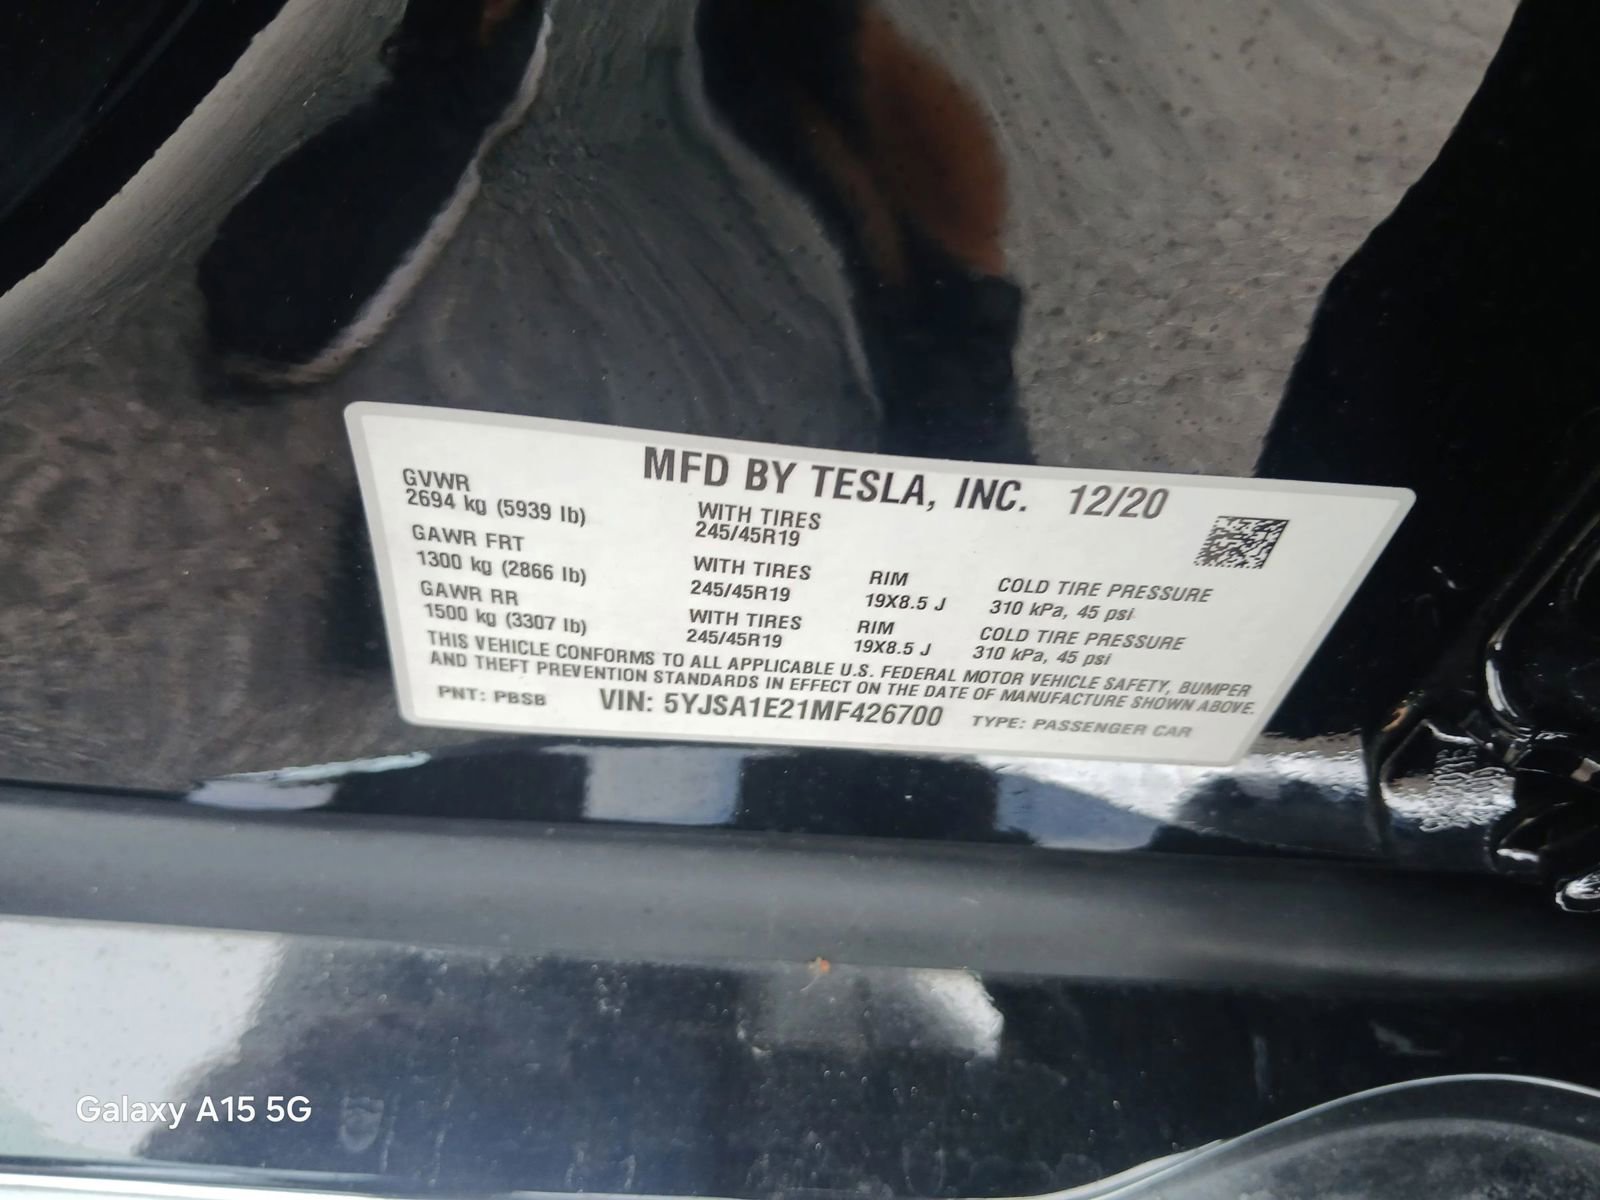 MFD BY TESLA, INC. 12/20
GVWR
2694 kg (5939 lb)
WITH TIRES
245/45R19
GAWR FRT
1300 kg (2866 lb)
WITH TIRES
245/45R19
RIM
19X8.5 J
COLD TIRE PRESSURE
310 kPa, 45 psi
GAWR RR
1500 kg (3307 lb)
WITH TIRES
245/45R19
RIM
19X8.5 J
COLD TIRE PRESSURE
310 kPa, 45 psi
THIS VEHICLE CONFORMS TO ALL APPLICABLE U.S. FEDERAL MOTOR VEHICLE SAFETY, BUMPER
AND THEFT PREVENTION STANDARDS IN EFFECT ON THE DATE OF MANUFACTURE SHOWN ABOVE.
PNT: PBSB VIN: 5YJSA1E21MF426700 TYPE: PASSENGER CAR
Galaxy A15 5G